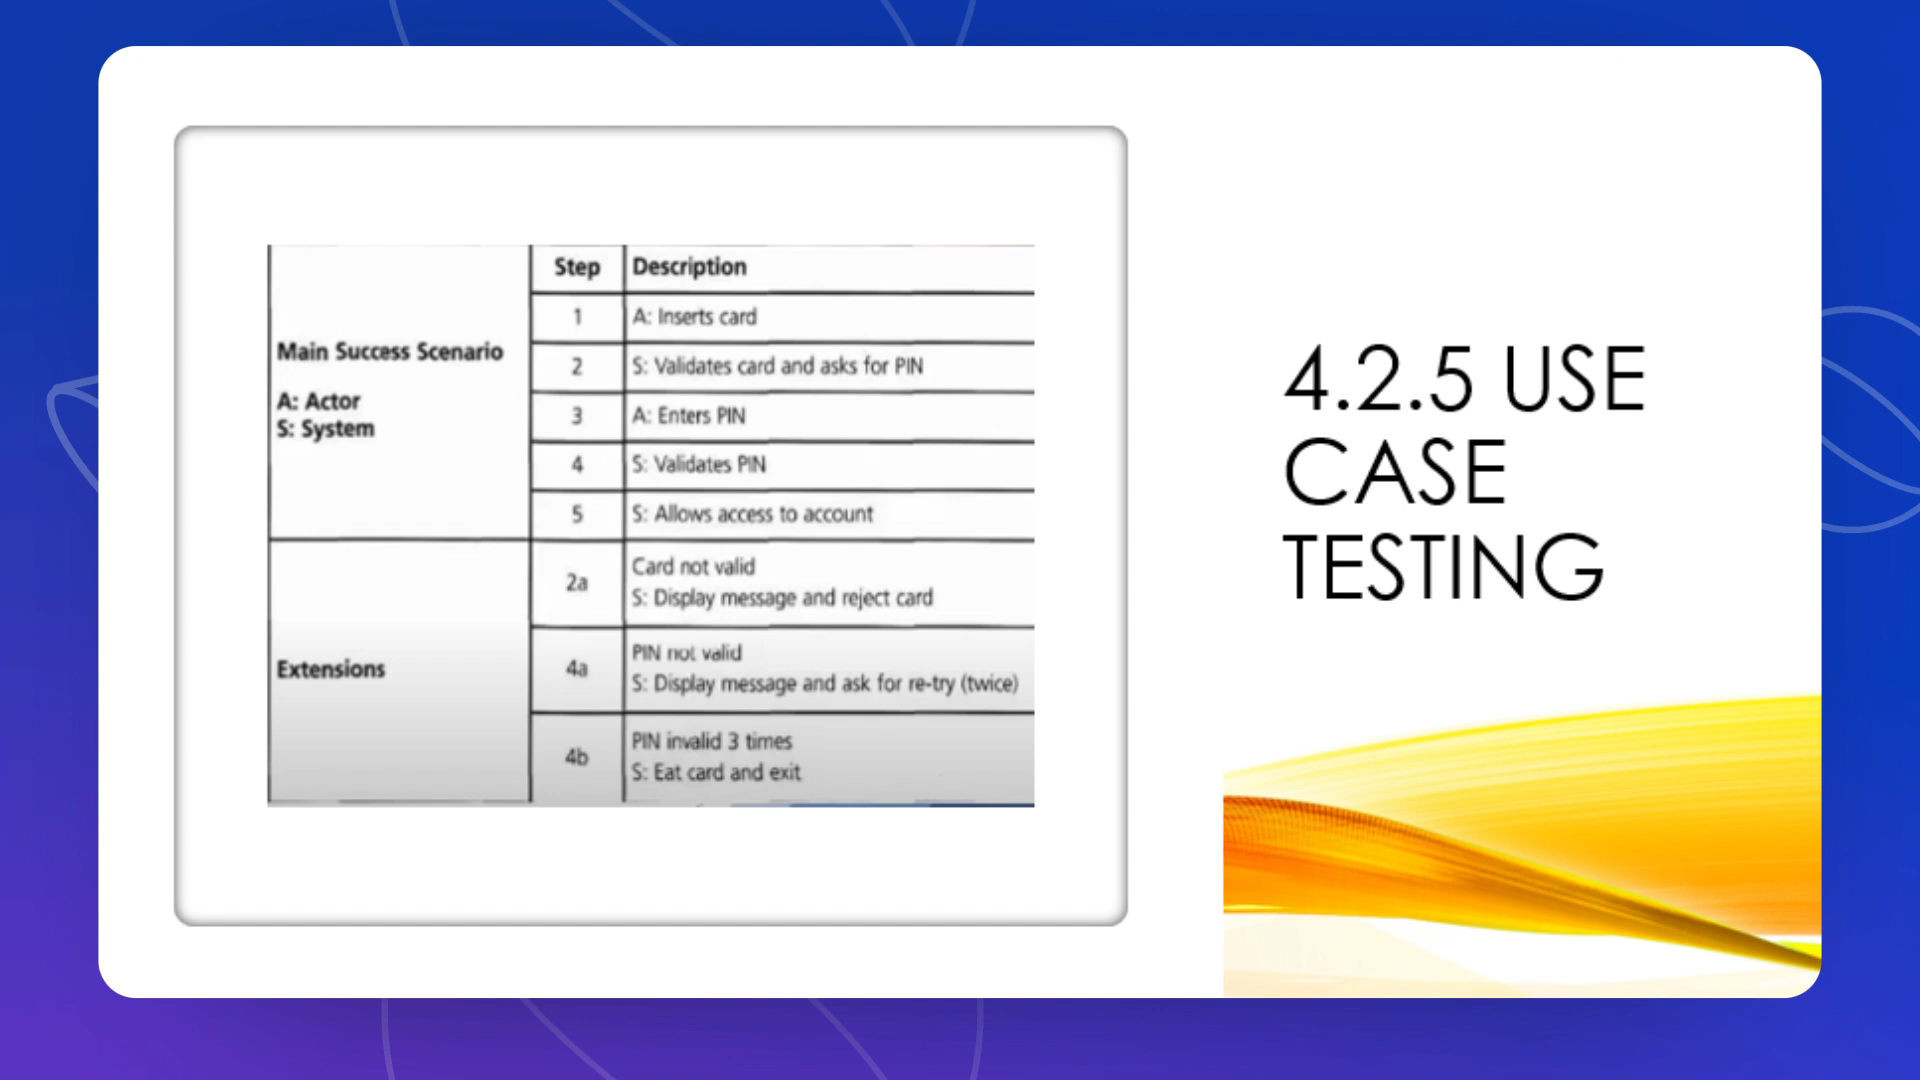 Step Description
1 A: Inserts card
Main Success Scenario
2 S: Validates card and asks for PIN
A: Actor
S: System
3 A: Enters PIN
4 S: Validates PIN
5 S: Allows access to account
Extensions
2a Card not valid
S: Display message and reject card
4a PIN not valid
S: Display message and ask for re-try (twice)
4b PIN invalid 3 times
S: Eat card and exit
4.2.5 USE
CASE
TESTING